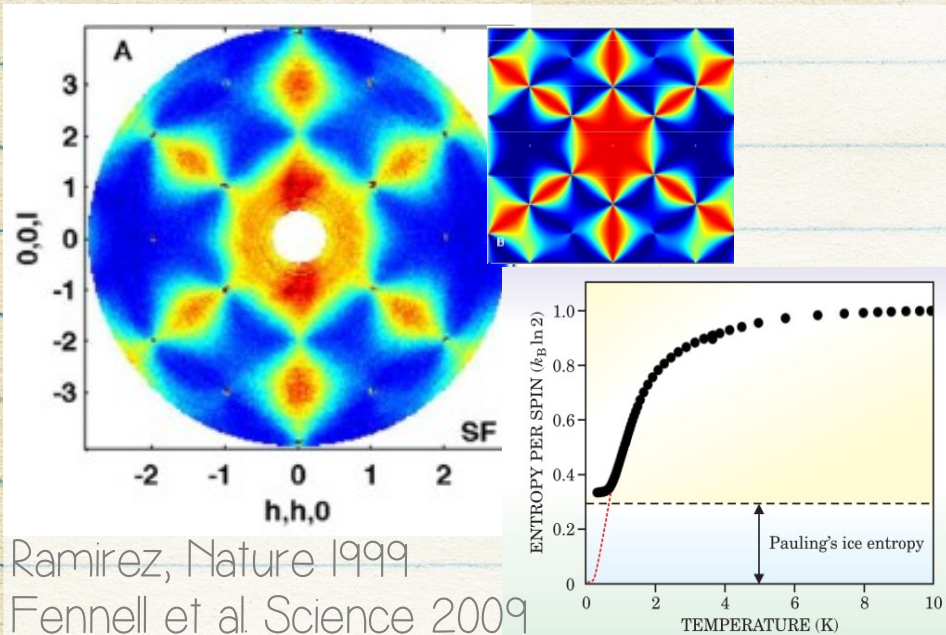 A
3
2
1
0
-1
-2
-3
0,0,l
SF
-2
-1
0
1
2
h,h,0
B
ENTROPY PER SPIN (kB ln 2)
1.0
0.8
0.6
0.4
0.2
0
Pauling's ice entropy
0
2
4
6
8
10
TEMPERATURE (K)
Ramirez, Nature 1999
Fennell et al. Science 2009